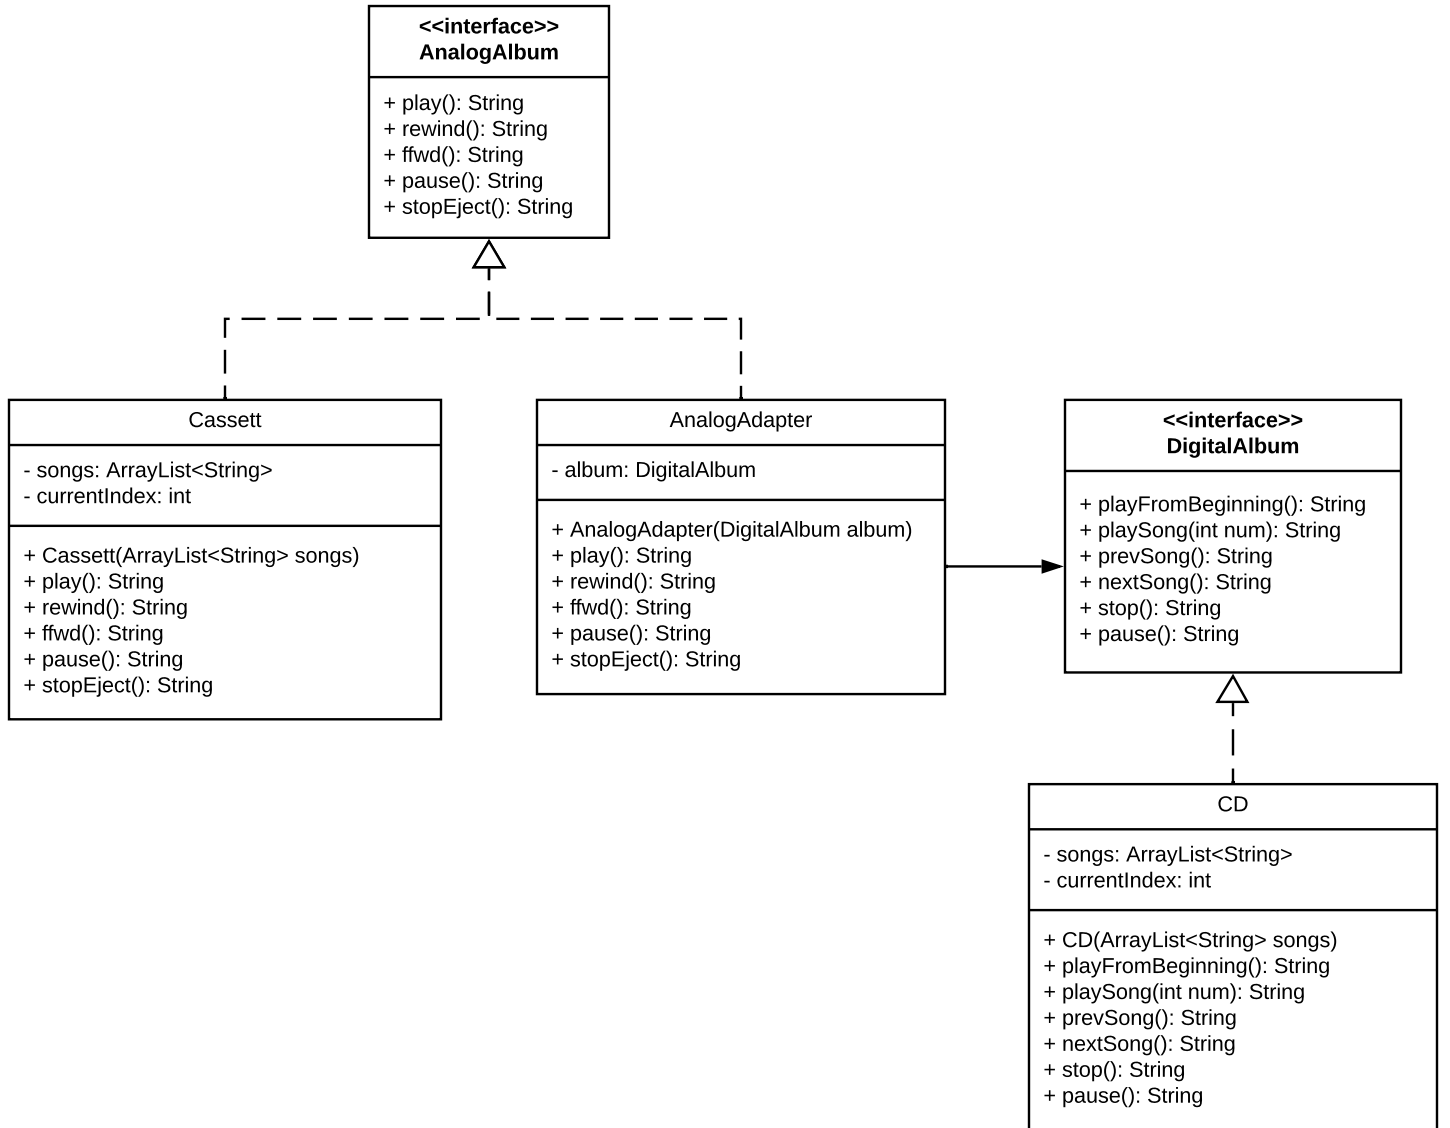 <<interface>>
AnalogAlbum
+ play(): String
+ rewind(): String
+ ffwd(): String
+ pause(): String
+ stopEject(): String
Cassett
- songs: ArrayList<String>
- currentIndex: int
+ Cassett(ArrayList<String> songs)
+ play(): String
+ rewind(): String
+ ffwd(): String
+ pause(): String
+ stopEject(): String
AnalogAdapter
- album: DigitalAlbum
+ AnalogAdapter(DigitalAlbum album)
+ play(): String
+ rewind(): String
+ ffwd(): String
+ pause(): String
+ stopEject(): String
<<interface>>
DigitalAlbum
+ playFromBeginning(): String
+ playSong(int num): String
+ prevSong(): String
+ nextSong(): String
+ stop(): String
+ pause(): String
CD
- songs: ArrayList<String>
- currentIndex: int
+ CD(ArrayList<String> songs)
+ playFromBeginning(): String
+ playSong(int num): String
+ prevSong(): String
+ nextSong(): String
+ stop(): String
+ pause(): String